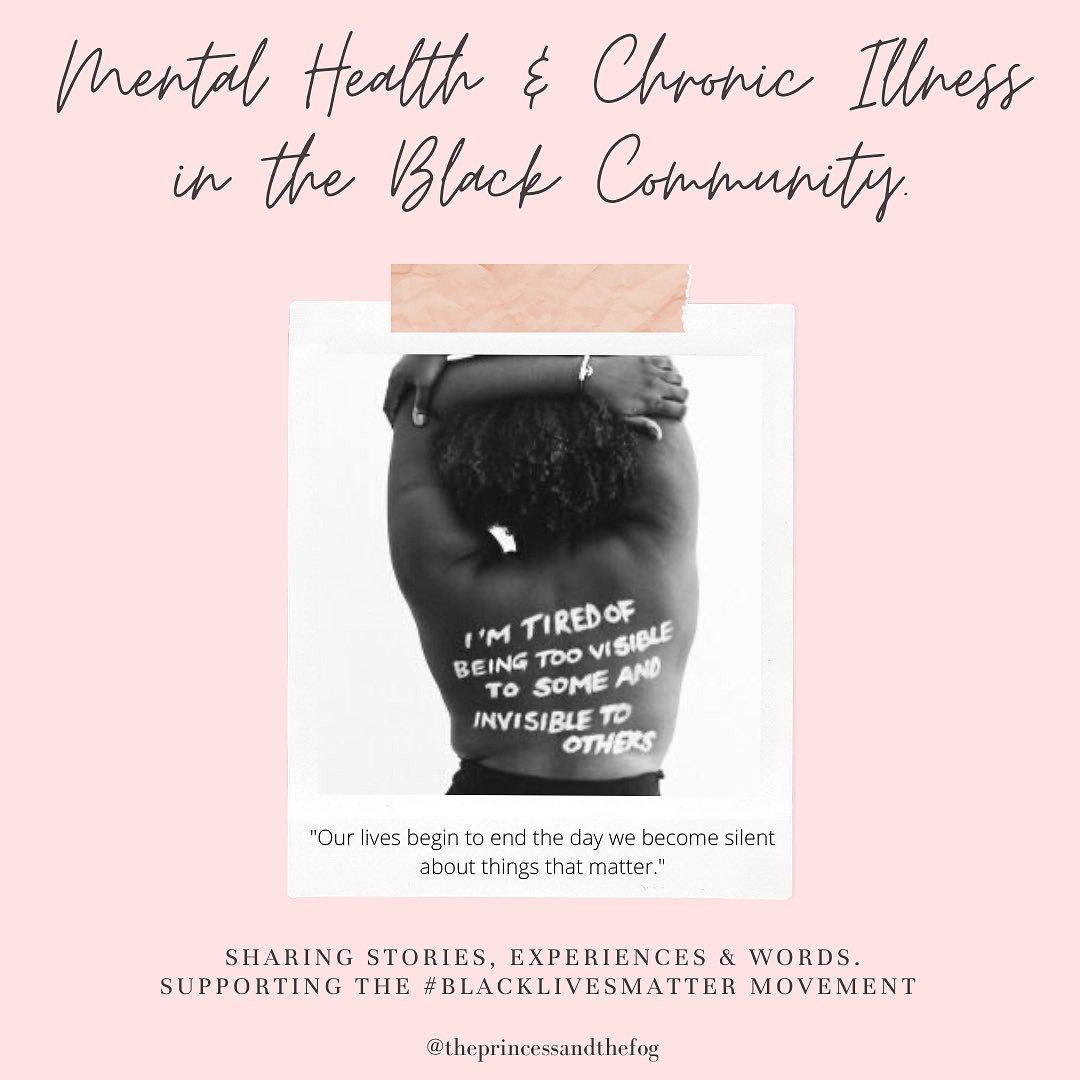 Mental Health & Chronic Illness
in the Black Community.
I'M TIRED OF
BEING TOO VISIBLE
TO SOME AND
INVISIBLE TO
OTHERS
"Our lives begin to end the day we become silent
about things that matter."
SHARING STORIES, EXPERIENCES & WORDS.
SUPPORTING THE #BLACKLIVESMATTER MOVEMENT
@theprincessandthefog